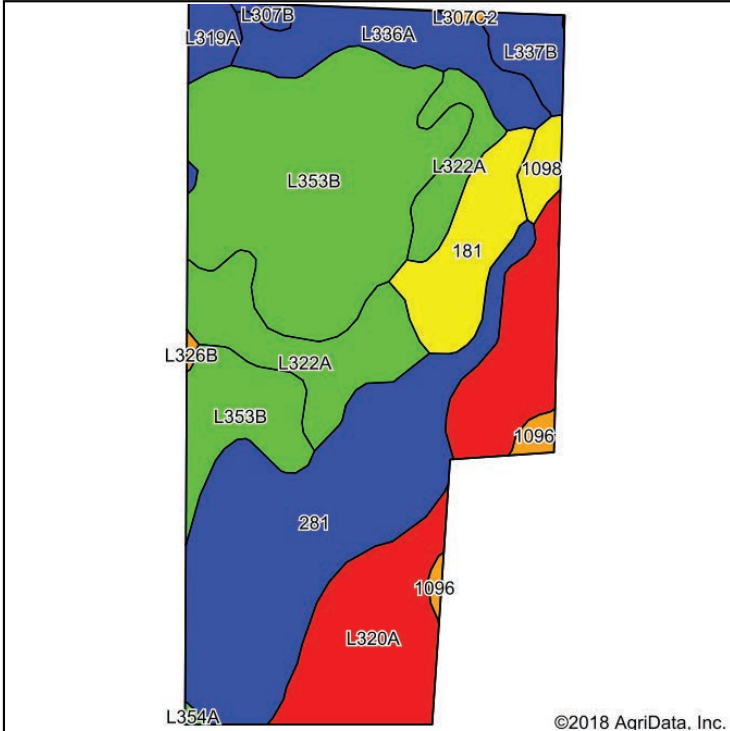 L307B
L307C2
L319A
L336A
L337B
L322A
1098
L353B
181
L326B
L322A
L353B
1096
281
1096
L320A
L354A
©2018 AgriData, Inc.